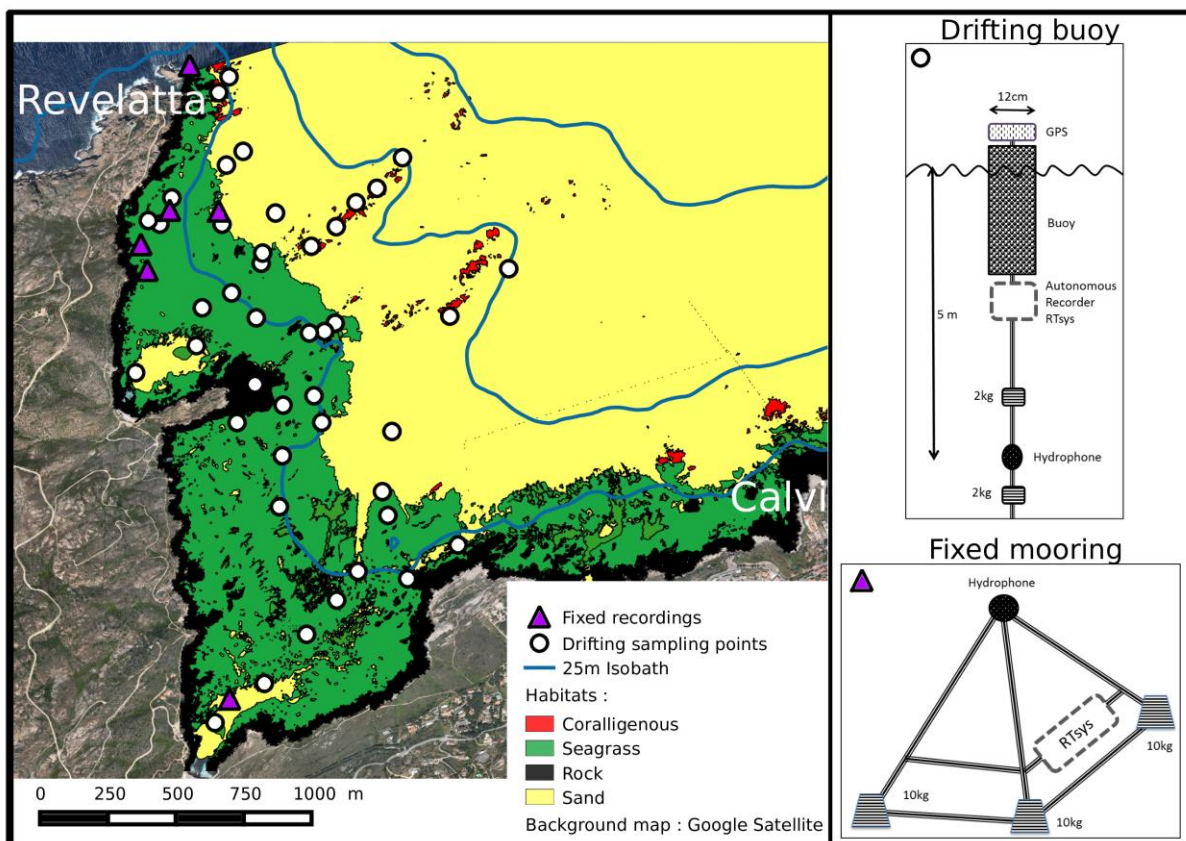 Revelatta
Calvi
Fixed recordings
Drifting sampling points
25m Isobath
Habitats :
Coralligenous
Seagrass
Rock
Sand
Background map : Google Satellite
0 250 500 750 1000 m
Drifting buoy
12cm
GPS
Buoy
Autonomous
Recorder
RTsys
5 m
2kg
Hydrophone
2kg
Fixed mooring
Hydrophone
RTsys
10kg
10kg
10kg